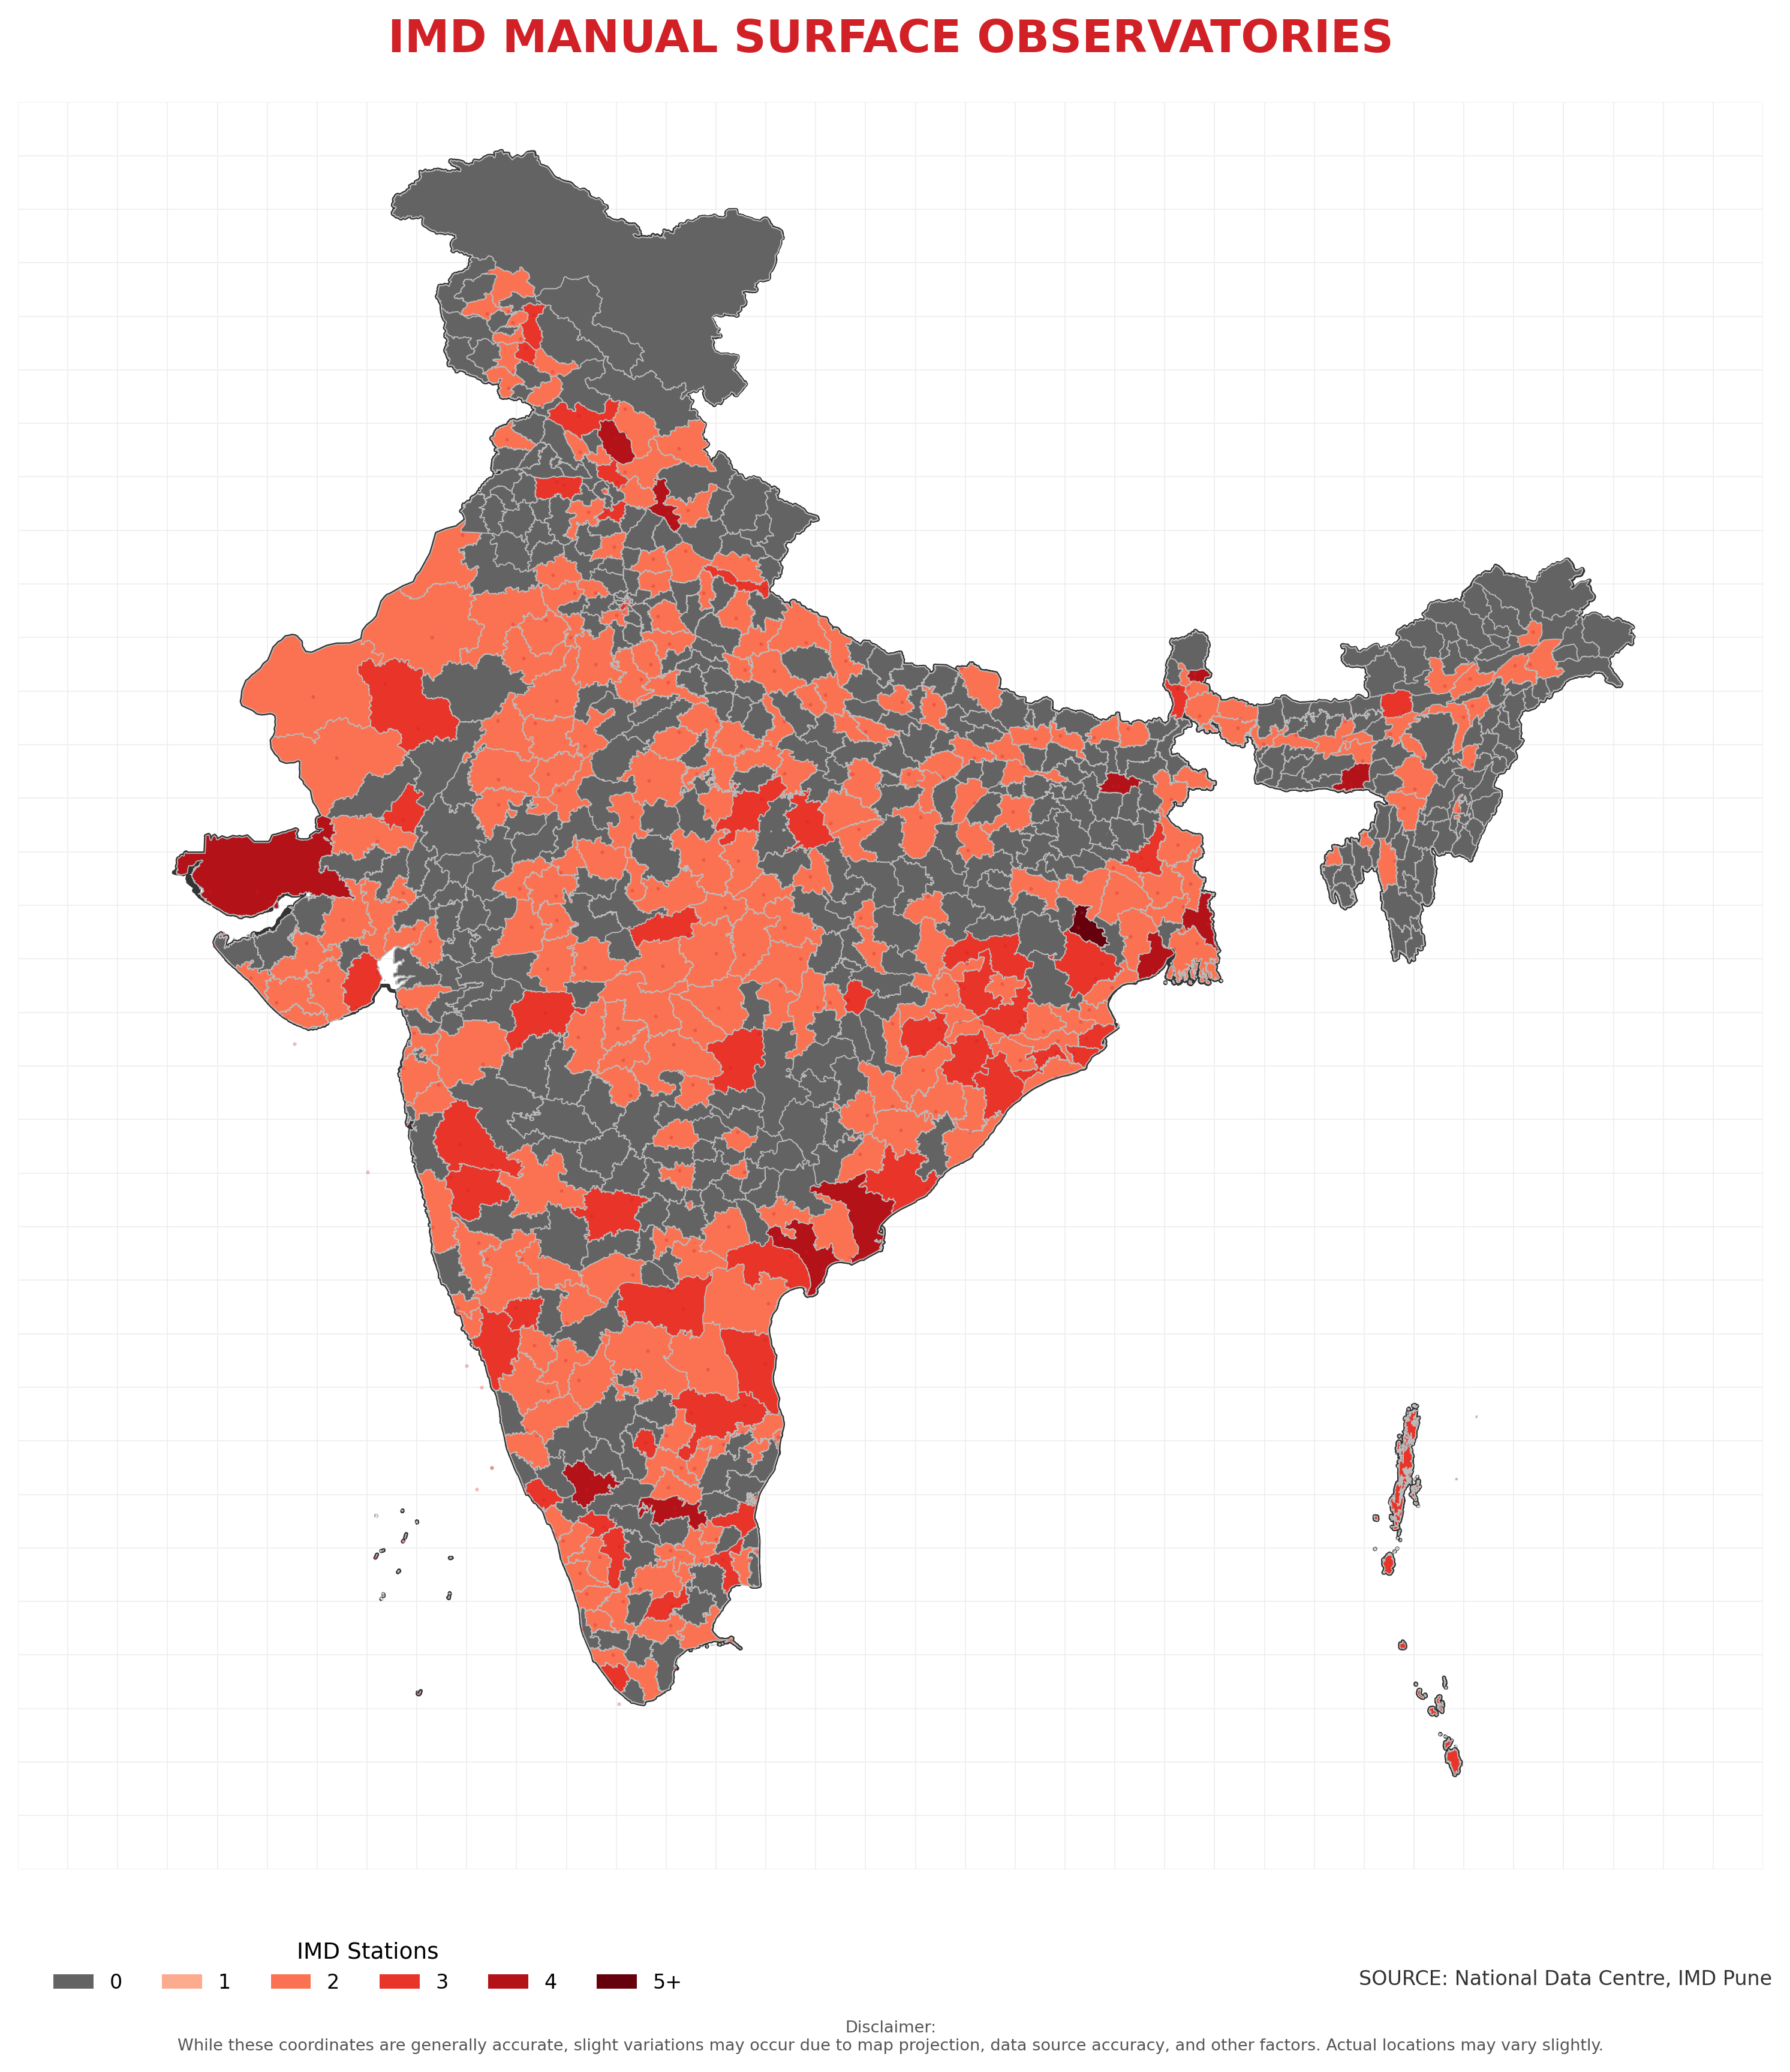 IMD MANUAL SURFACE OBSERVATORIES
IMD Stations
0 1 2 3 4 5+
SOURCE: National Data Centre, IMD Pune
Disclaimer:
While these coordinates are generally accurate, slight variations may occur due to map projection, data source accuracy, and other factors. Actual locations may vary slightly.